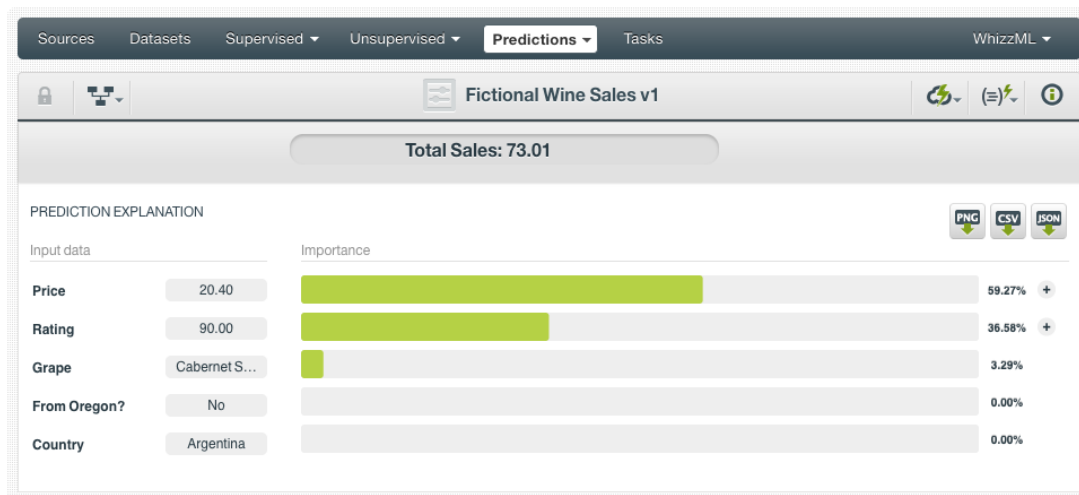 Sources Datasets Supervised Unsupervised Predictions Tasks WhizzML
Fictional Wine Sales v1
Total Sales: 73.01
PREDICTION EXPLANATION
PNG CSV JSON
Input data Importance
Price 20.40 59.27% +
Rating 90.00 36.58% +
Grape Cabernet S... 3.29%
From Oregon? No 0.00%
Country Argentina 0.00%